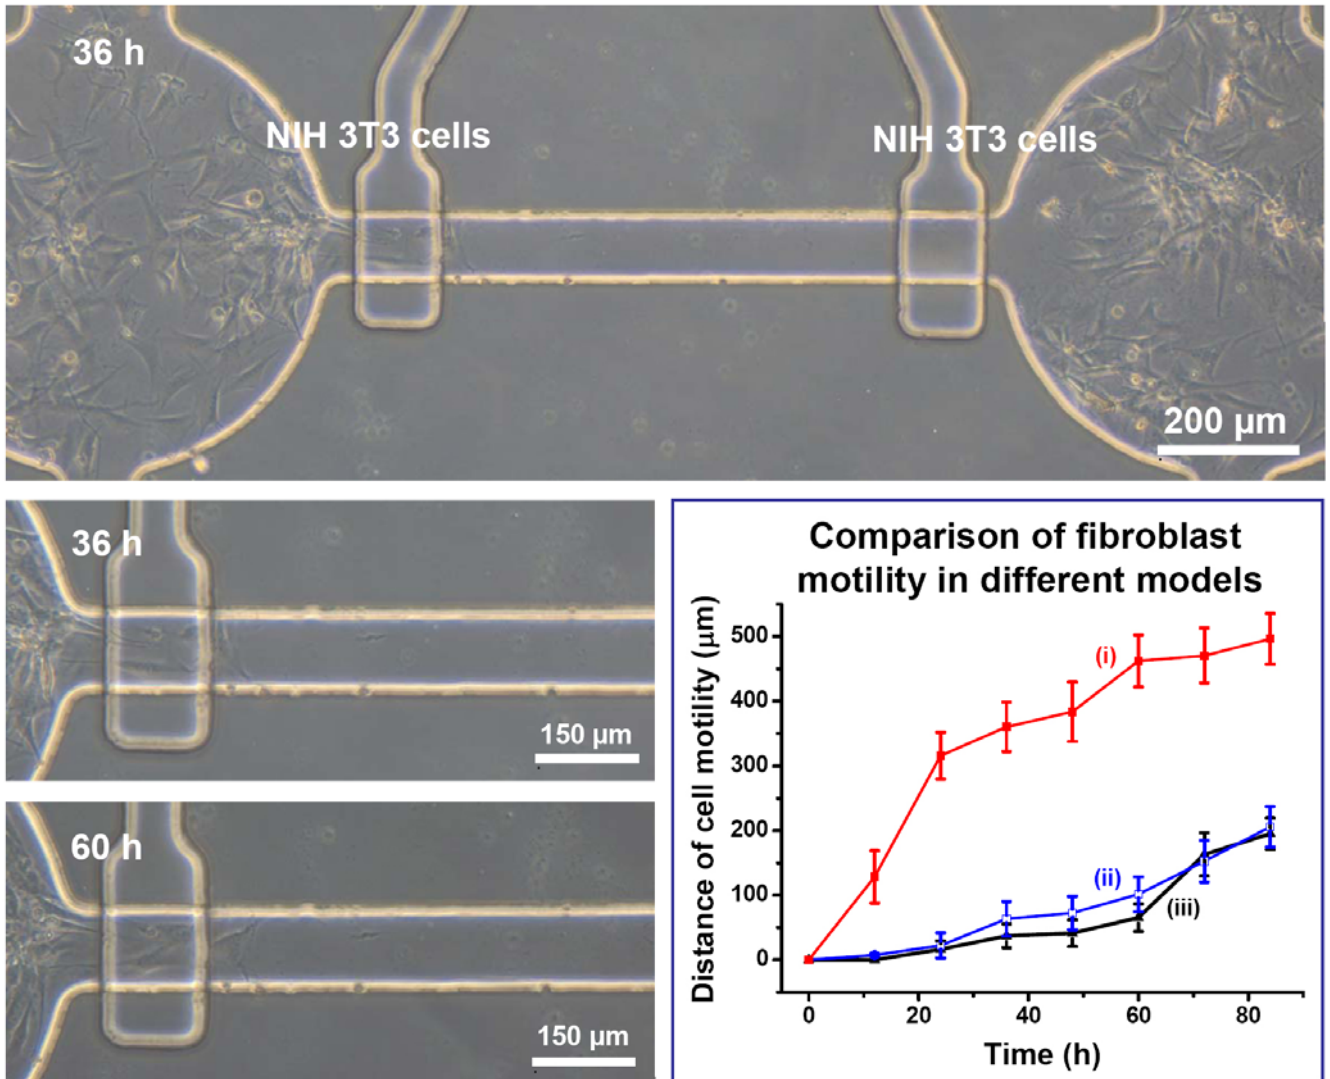 36 h
NIH 3T3 cells
NIH 3T3 cells
200 µm
36 h
150 µm
60 h
150 µm
Comparison of fibroblast
motility in different models
Distance of cell motility (µm)
500
400
300
200
100
0
(i)
(ii)
(iii)
0 20 40 60 80
Time (h)